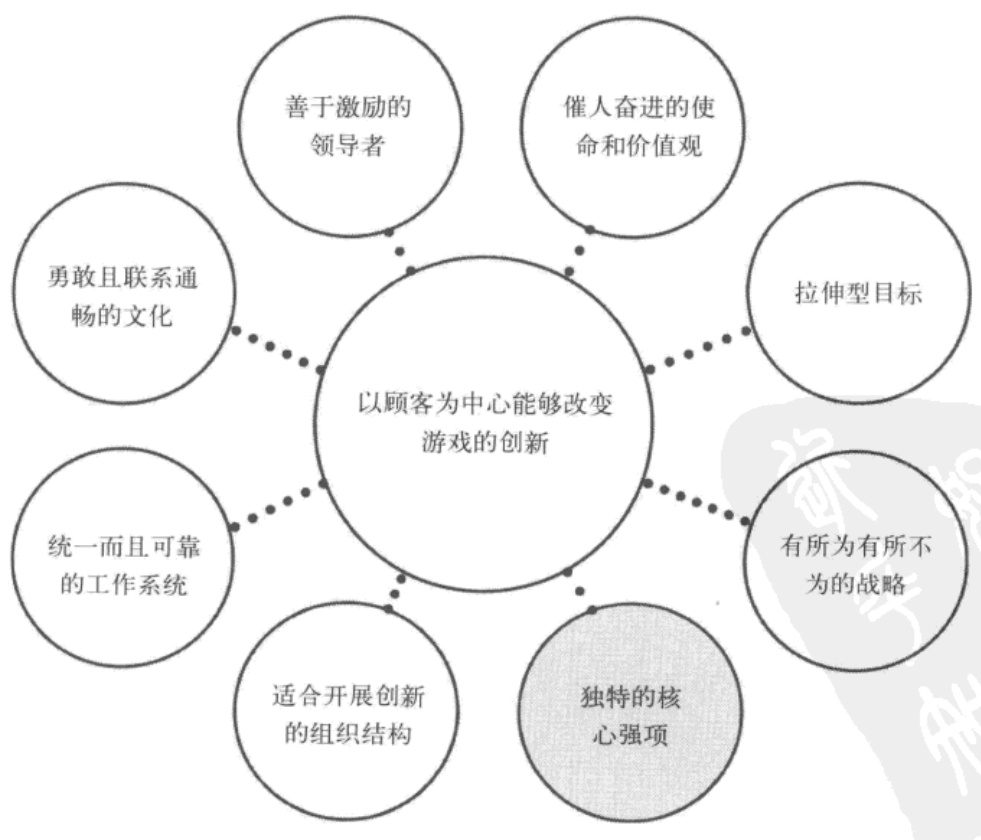 善于激励的
领导者
催人奋进的使
命和价值观
勇敢且联系通
畅的文化
拉伸型目标
以顾客为中心能够改变
游戏的创新
统一而且可靠
的工作系统
有所为有所不
为的战略
适合开展创新
的组织结构
独特的核
心强项